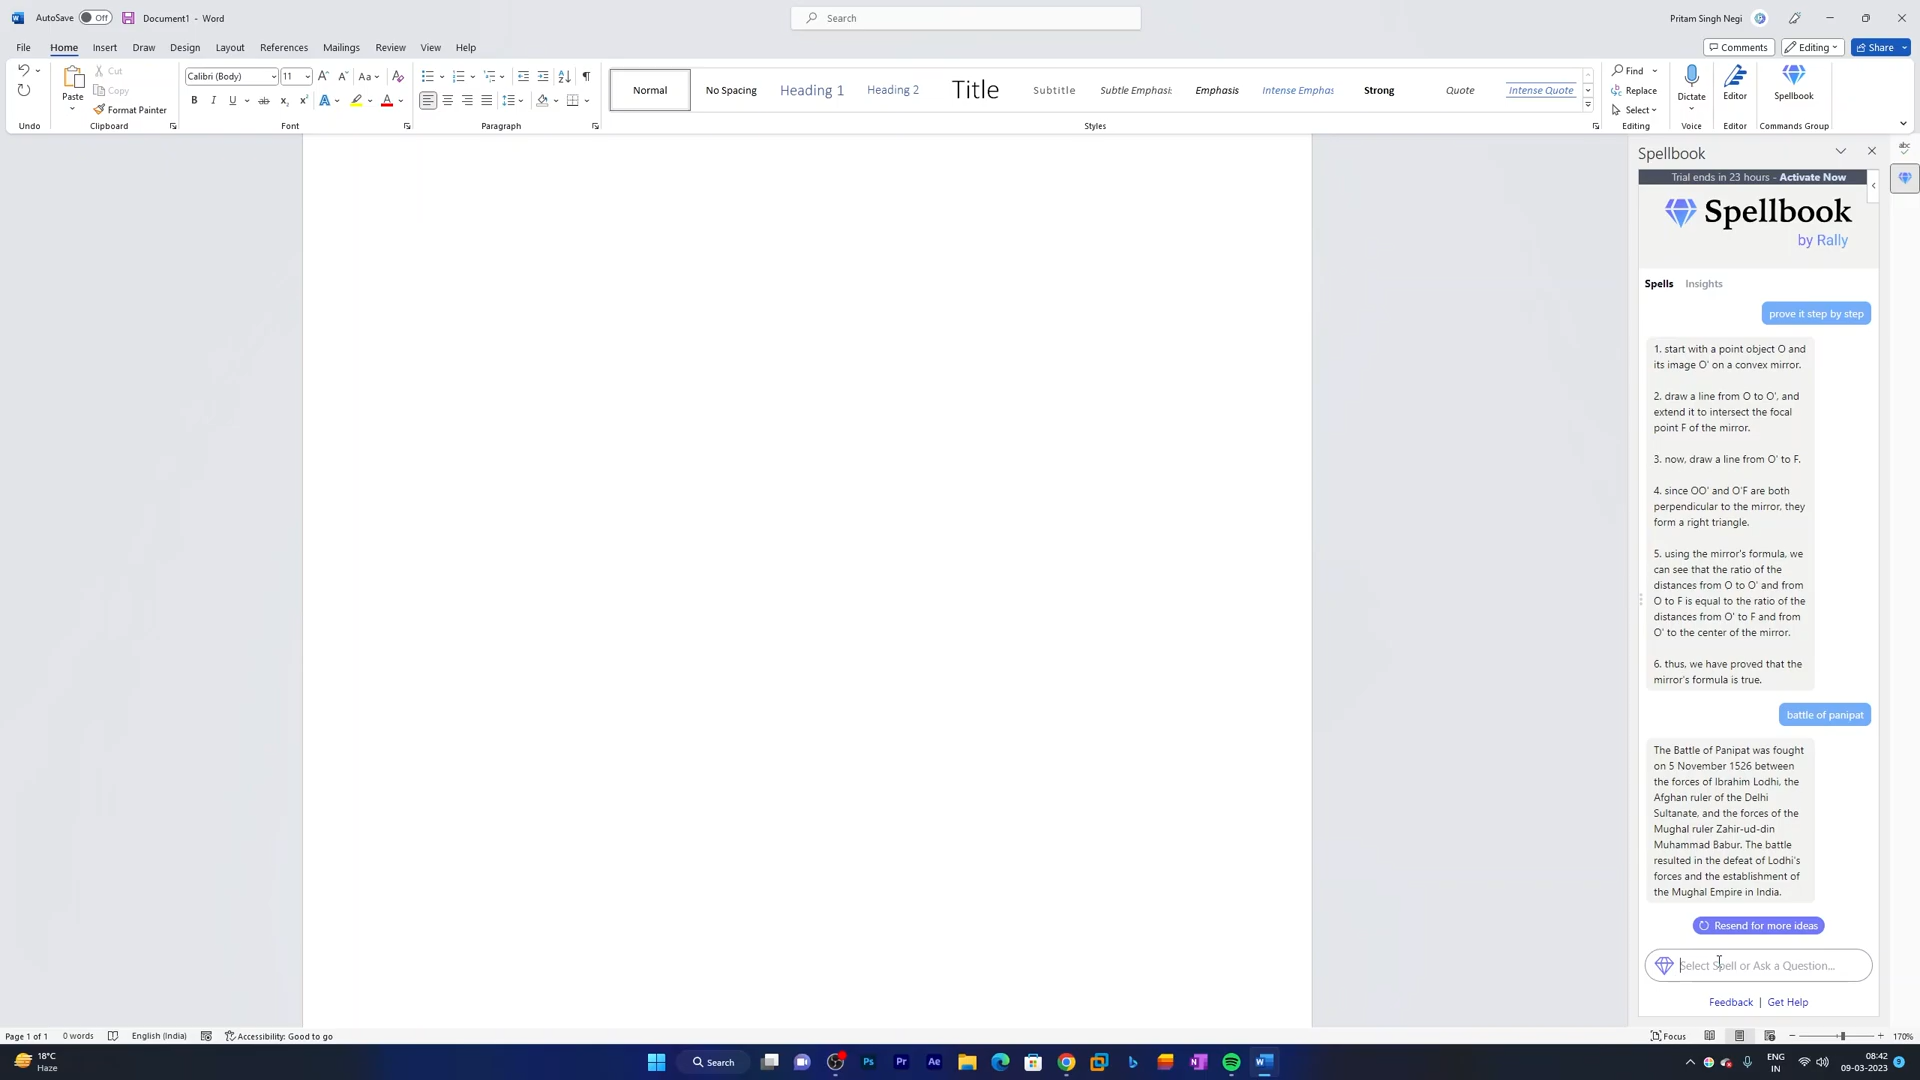 AutoSave Off Document1 - Word Search Pritam Singh Negi
File Home Insert Draw Design Layout References Mailings Review View Help Comments Editing Share
Cut
Copy
Paste
Format Painter
Undo
Clipboard
Calibri (Body) 11
Font
Paragraph
Normal No Spacing Heading 1 Heading 2 Title Subtitle Subtle Emphasi: Emphasis Intense Emphas Strong Quote Intense Quote
Styles
Find
Replace
Select
Editing
Dictate
Voice
Editor
Editor
Spellbook
Commands Group
Spellbook
Trial ends in 23 hours - Activate Now
Spellbook
by Rally
Spells Insights
prove it step by step
1. start with a point object O and
its image O' on a convex mirror.
2. draw a line from O to O', and
extend it to intersect the focal
point F of the mirror.
3. now, draw a line from O' to F.
4. since OO' and O'F are both
perpendicular to the mirror, they
form a right triangle.
5. using the mirror's formula, we
can see that the ratio of the
distances from O to O' and from
O to F is equal to the ratio of the
distances from O' to F and from
O' to the center of the mirror.
6. thus, we have proved that the
mirror's formula is true.
battle of panipat
The Battle of Panipat was fought
on 5 November 1526 between
the forces of Ibrahim Lodhi, the
Afghan ruler of the Delhi
Sultanate, and the forces of the
Mughal ruler Zahir-ud-din
Muhammad Babur. The battle
resulted in the defeat of Lodhi's
forces and the establishment of
the Mughal Empire in India.
Resend for more ideas
Select Spell or Ask a Question...
Feedback | Get Help
Page 1 of 1 0 words English (India) Accessibility: Good to go Focus 170%
18°C
Haze
Search
ENG
IN
08:42
09-03-2023